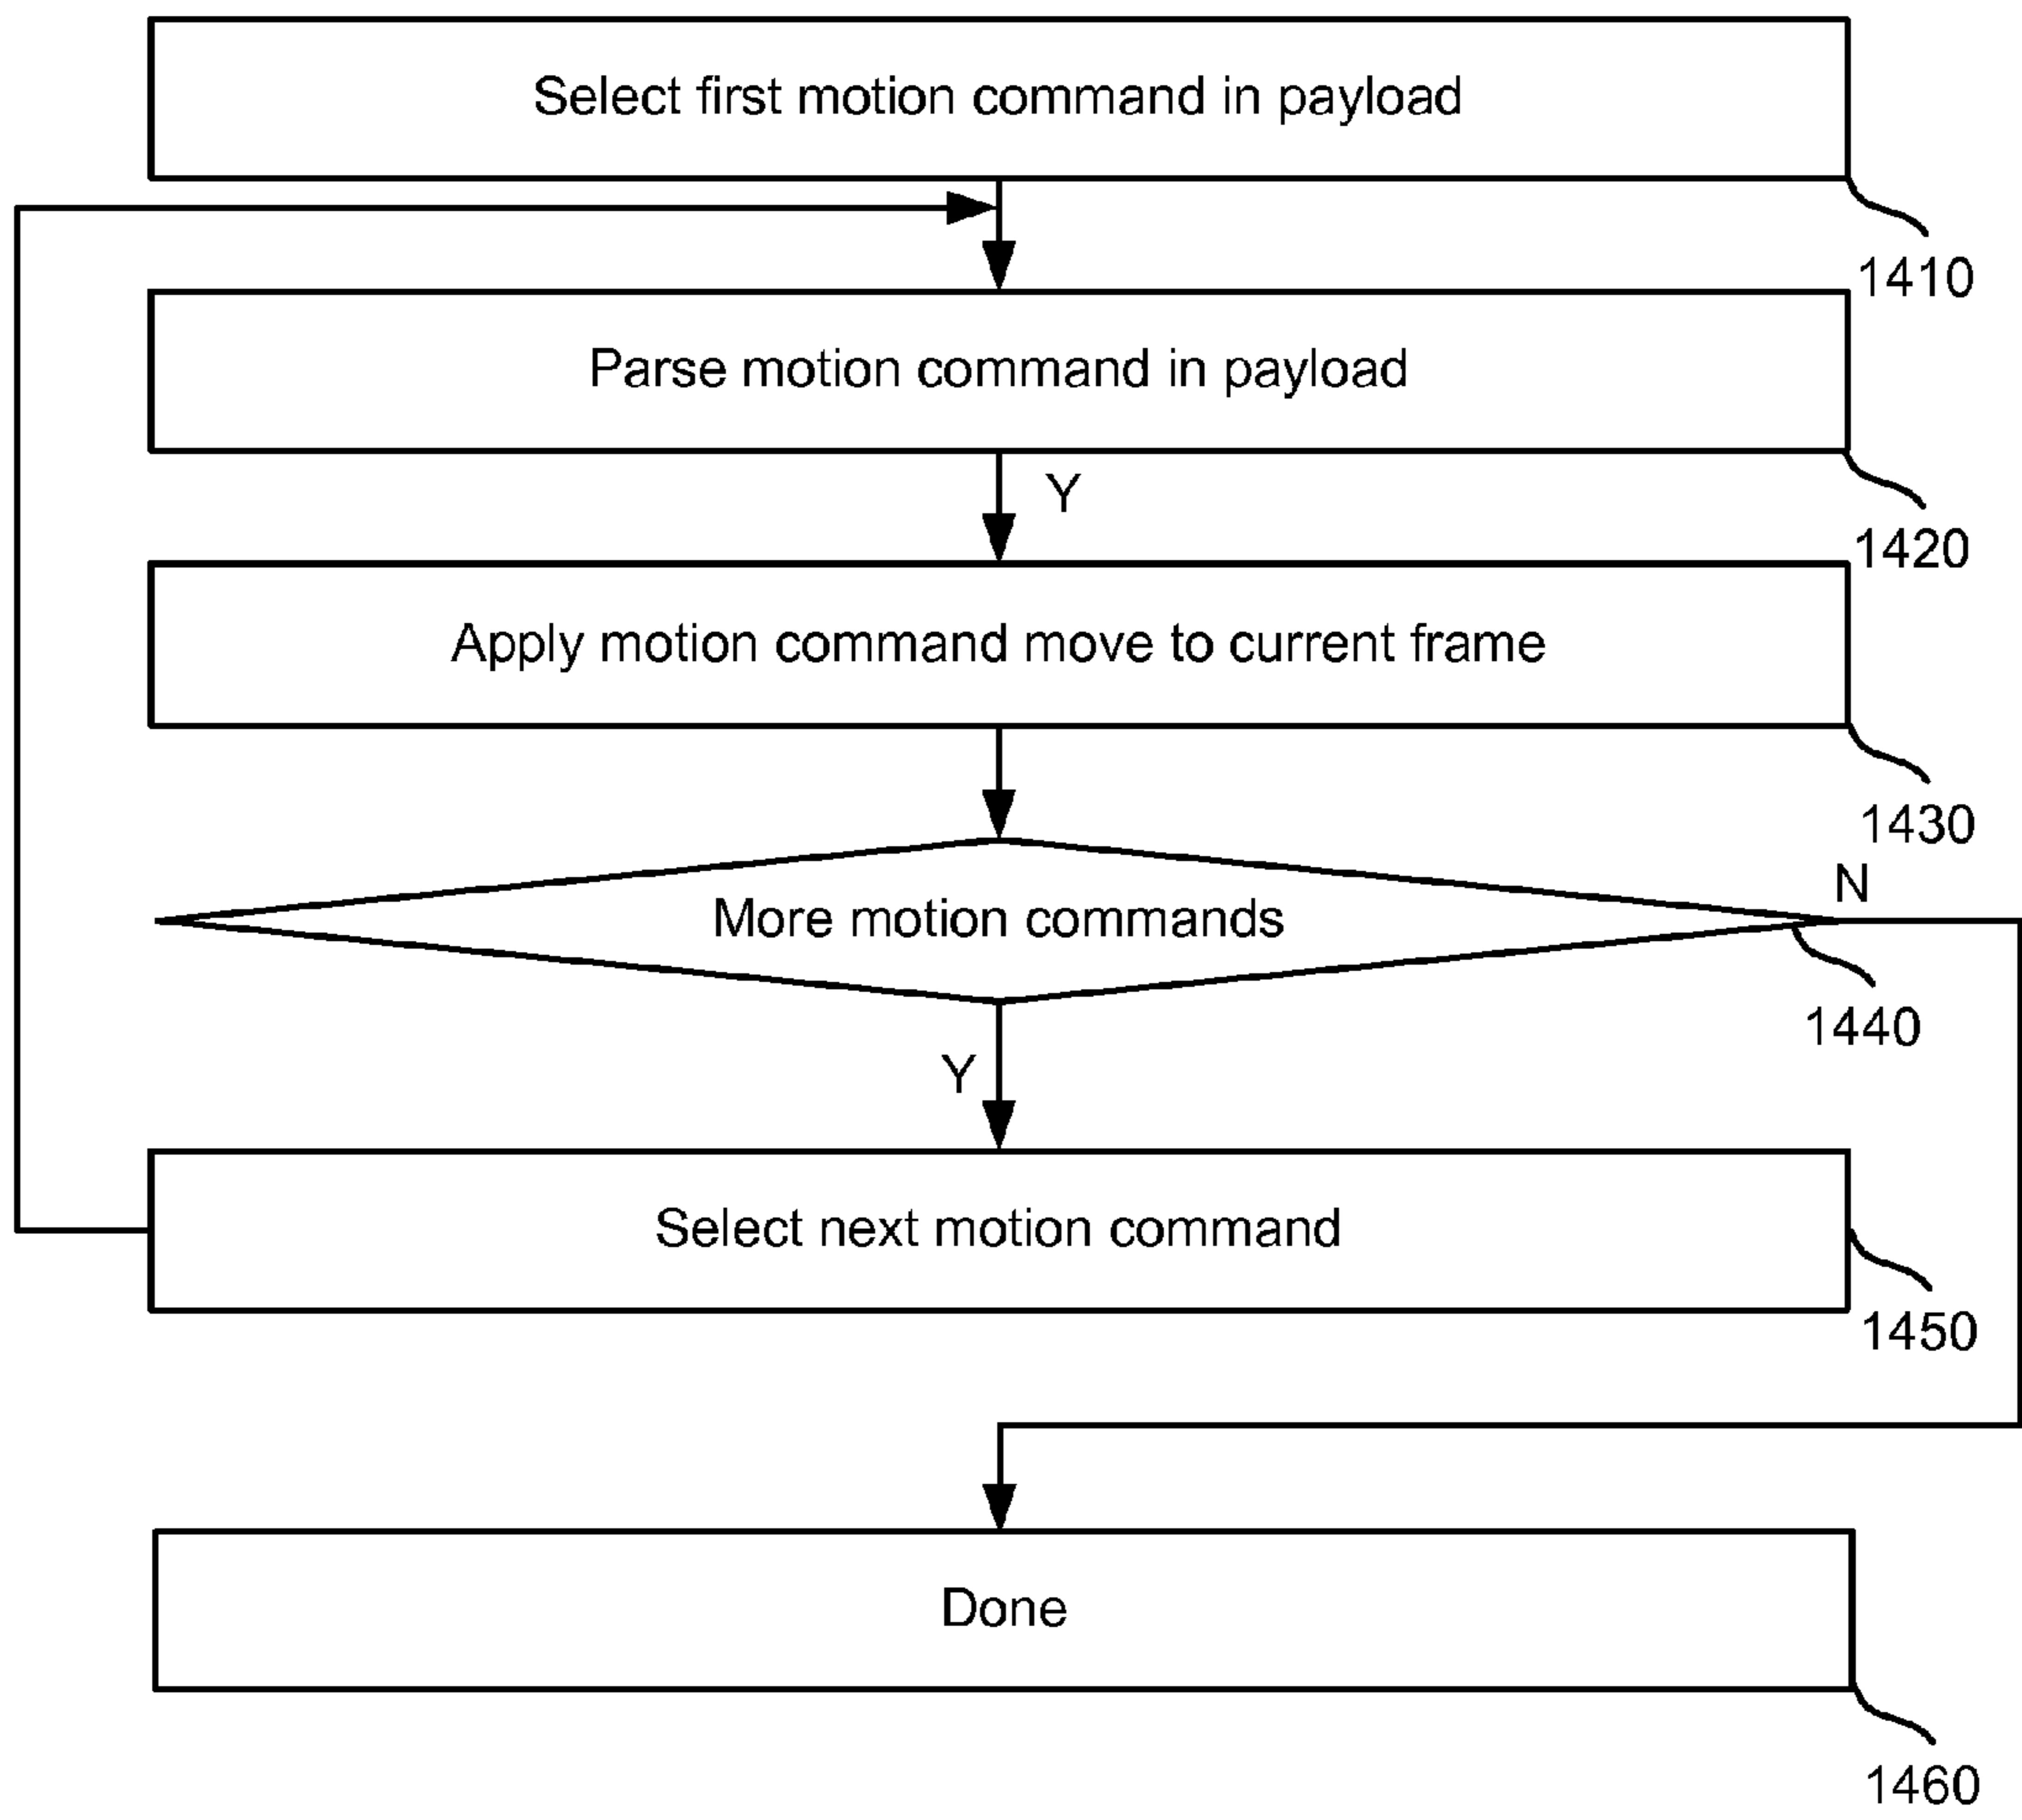 Select first motion command in payload
1410
Parse motion command in payload
Y
1420
Apply motion command move to current frame
1430
N
More motion commands
1440
Y
Select next motion command
1450
Done
1460